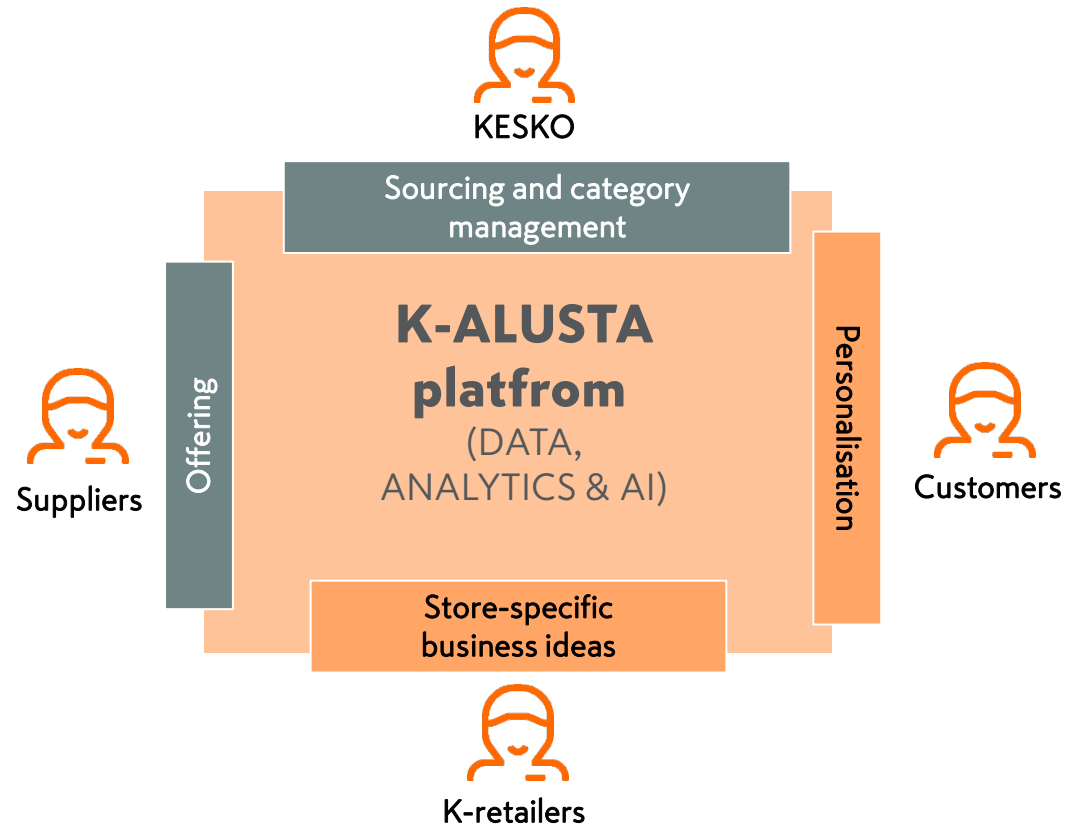 KESKO
Sourcing and category
management
K-ALUSTA
platfrom
(DATA,
ANALYTICS & AI)
Offering
Suppliers
Personalisation
Customers
Store-specific
business ideas
K-retailers